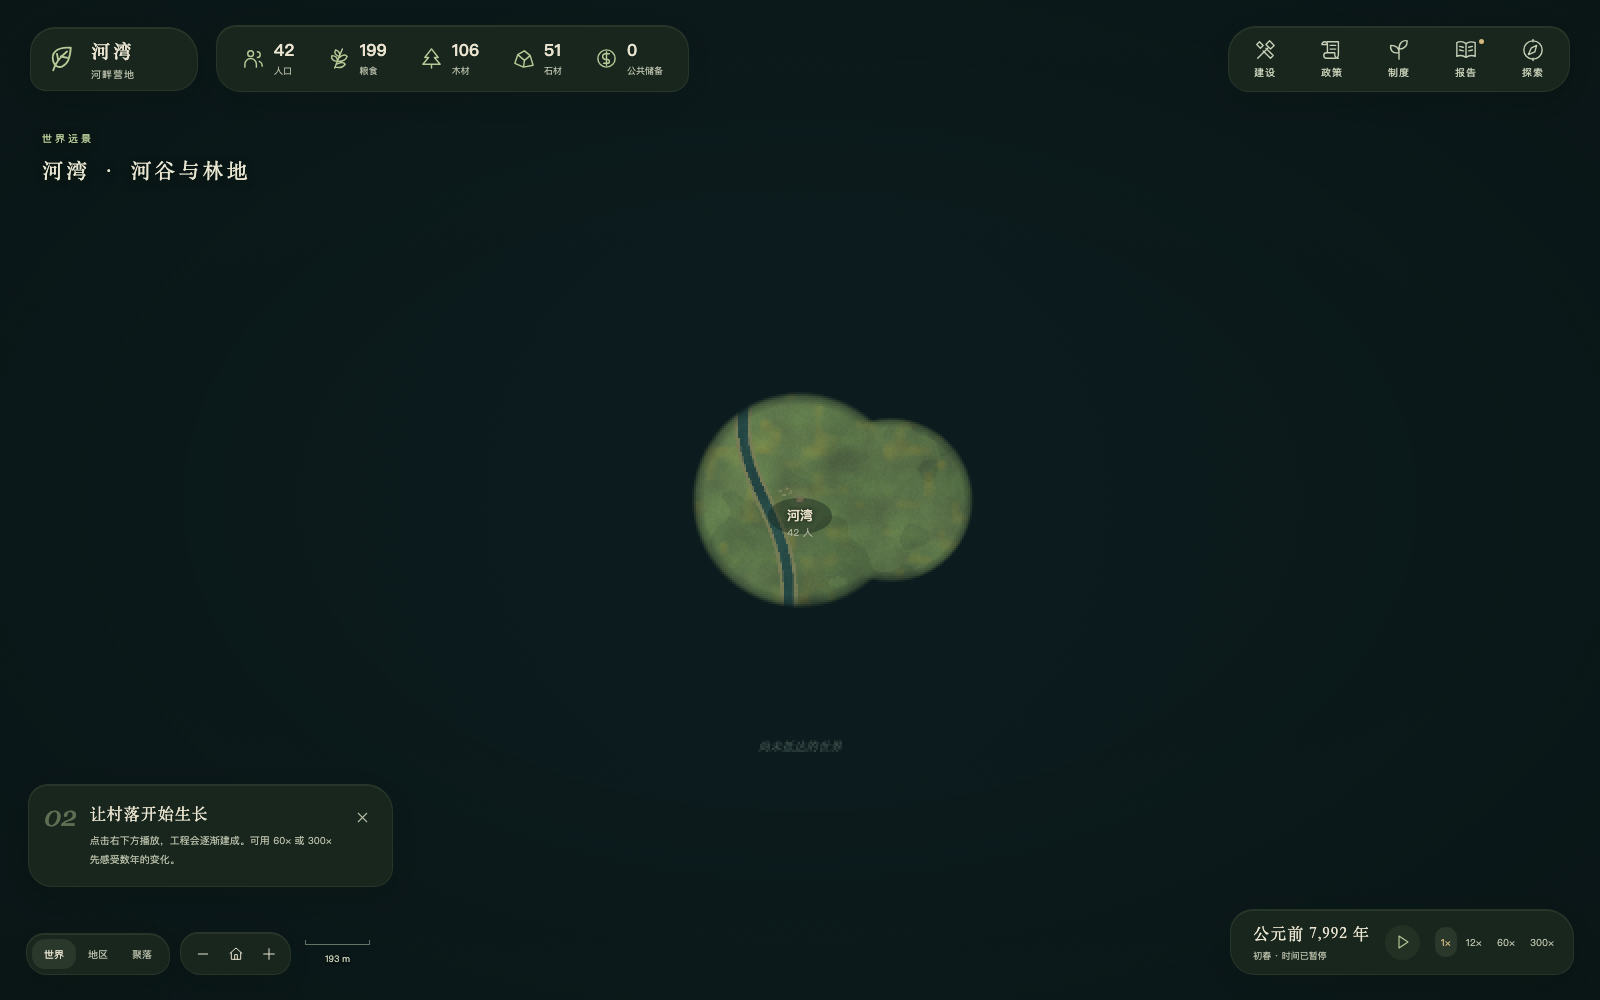 河湾
河畔营地
42
人口
199
粮食
106
木材
51
石材
0
公共储备
建设
政策
制度
报告
探索
世界远景
河湾 · 河谷与林地
河湾
42 人
尚未抵达的世界
02
让村落开始生长
点击右下方播放，工程会逐渐建成。可用 60× 或 300×
先感受数年的变化。
世界
地区
聚落
193 m
公元前 7,992 年
初春 · 时间已暂停
1×
12×
60×
300×